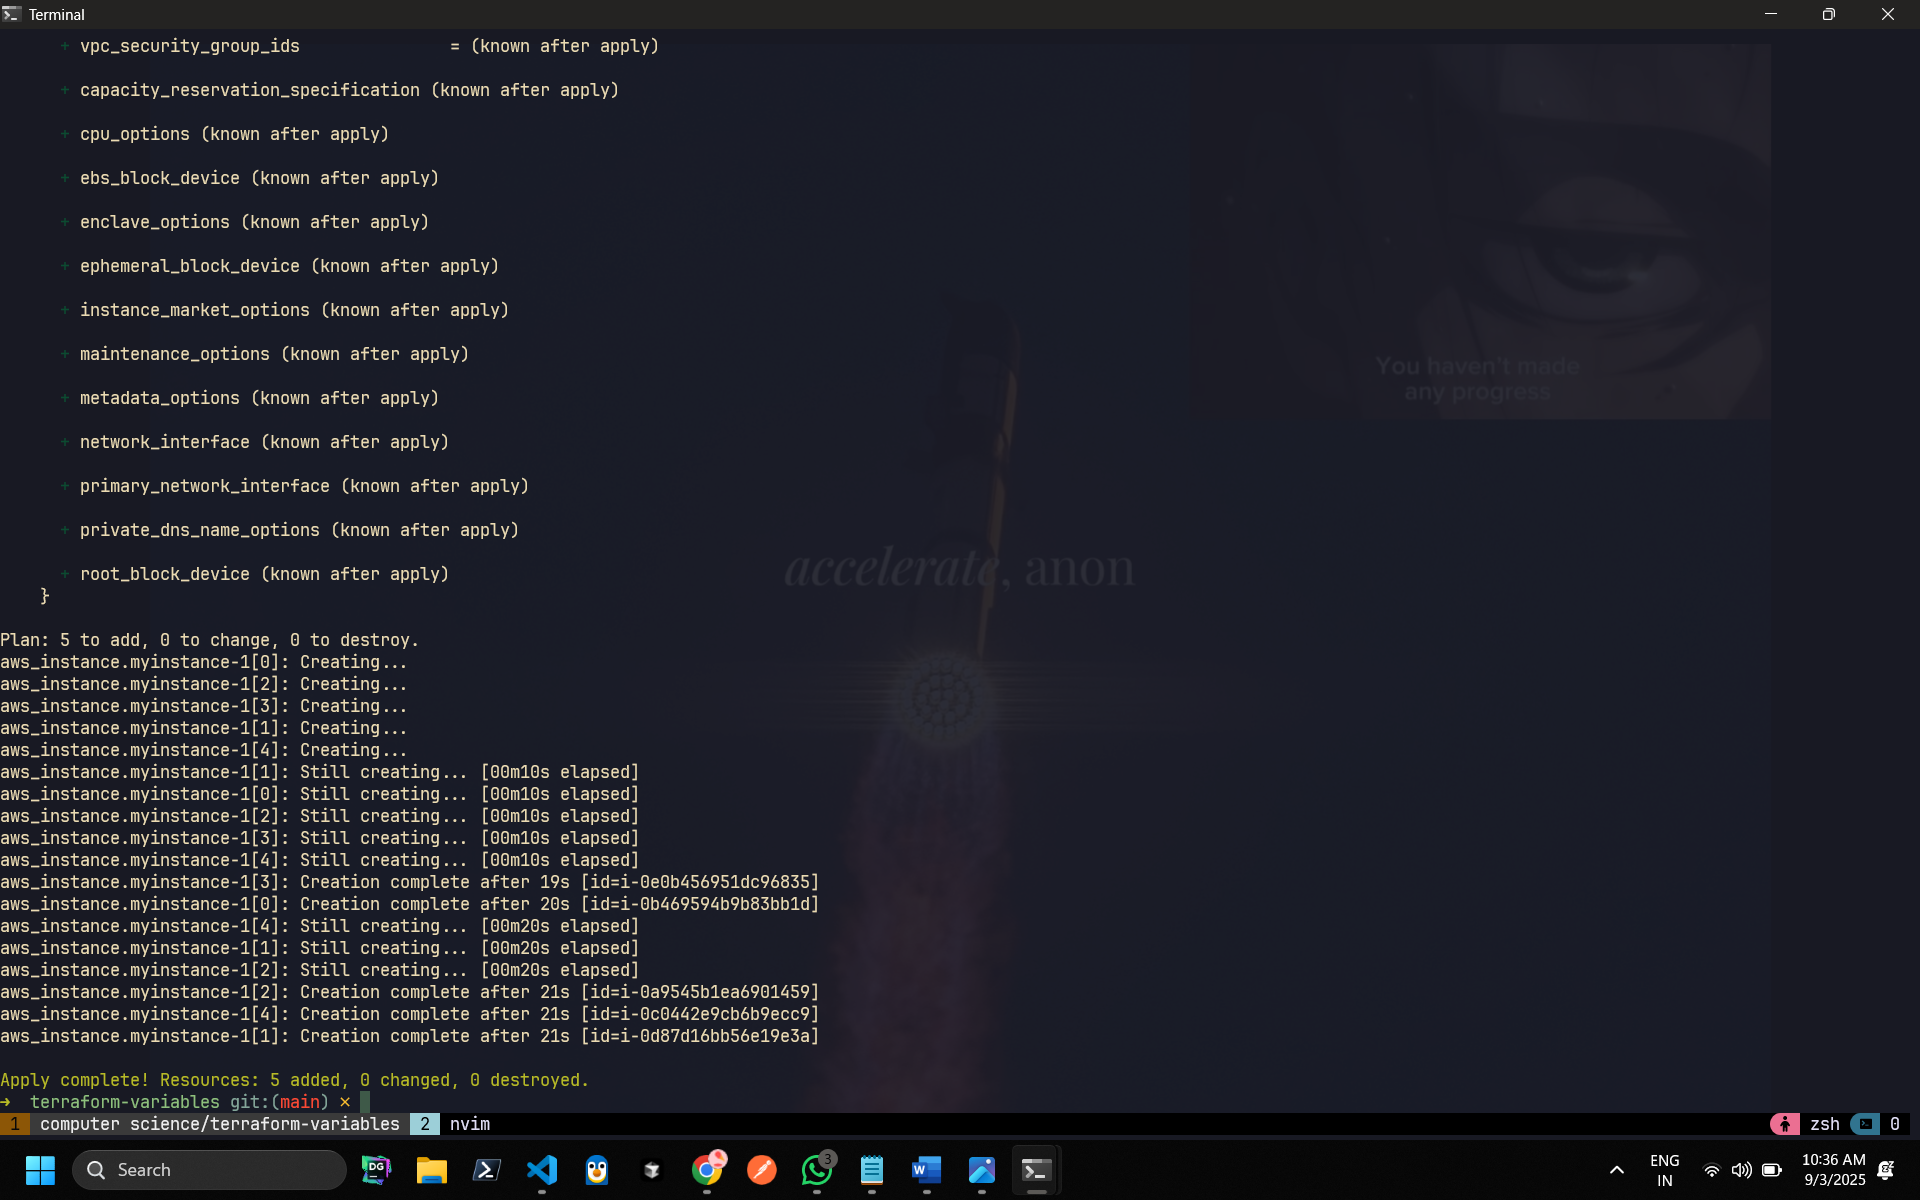 Terminal
+ vpc_security_group_ids = (known after apply)
+ capacity_reservation_specification (known after apply)
+ cpu_options (known after apply)
+ ebs_block_device (known after apply)
+ enclave_options (known after apply)
+ ephemeral_block_device (known after apply)
+ instance_market_options (known after apply)
+ maintenance_options (known after apply)
You haven't made
any progress
+ metadata_options (known after apply)
+ network_interface (known after apply)
+ primary_network_interface (known after apply)
+ private_dns_name_options (known after apply)
accelerate, anon
+ root_block_device (known after apply)
}
Plan: 5 to add, 0 to change, 0 to destroy.
aws_instance.myinstance-1[0]: Creating...
aws_instance.myinstance-1[2]: Creating...
aws_instance.myinstance-1[3]: Creating...
aws_instance.myinstance-1[1]: Creating...
aws_instance.myinstance-1[4]: Creating...
aws_instance.myinstance-1[1]: Still creating... [00m10s elapsed]
aws_instance.myinstance-1[0]: Still creating... [00m10s elapsed]
aws_instance.myinstance-1[2]: Still creating... [00m10s elapsed]
aws_instance.myinstance-1[3]: Still creating... [00m10s elapsed]
aws_instance.myinstance-1[4]: Still creating... [00m10s elapsed]
aws_instance.myinstance-1[3]: Creation complete after 19s [id=i-0e0b456951dc96835]
aws_instance.myinstance-1[0]: Creation complete after 20s [id=i-0b469594b9b83bb1d]
aws_instance.myinstance-1[4]: Still creating... [00m20s elapsed]
aws_instance.myinstance-1[1]: Still creating... [00m20s elapsed]
aws_instance.myinstance-1[2]: Still creating... [00m20s elapsed]
aws_instance.myinstance-1[2]: Creation complete after 21s [id=i-0a9545b1ea6901459]
aws_instance.myinstance-1[4]: Creation complete after 21s [id=i-0c0442e9cb6b9ecc9]
aws_instance.myinstance-1[1]: Creation complete after 21s [id=i-0d87d16bb56e19e3a]
Apply complete! Resources: 5 added, 0 changed, 0 destroyed.
➜ terraform-variables git:(main) ✗
1 computer science/terraform-variables 2 nvim zsh 0
Search DG 3 W ENG IN 10:36 AM 9/3/2025